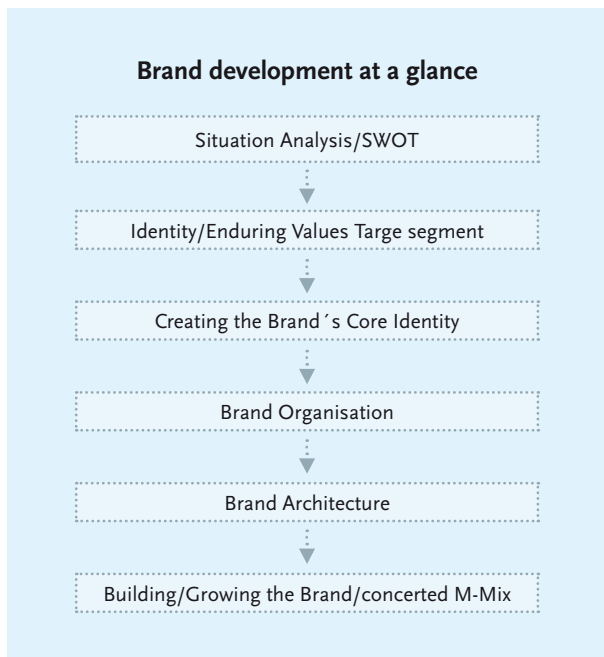 Brand development at a glance
Situation Analysis/SWOT
Identity/Enduring Values Targe segment
Creating the Brand´s Core Identity
Brand Organisation
Brand Architecture
Building/Growing the Brand/concerted M-Mix